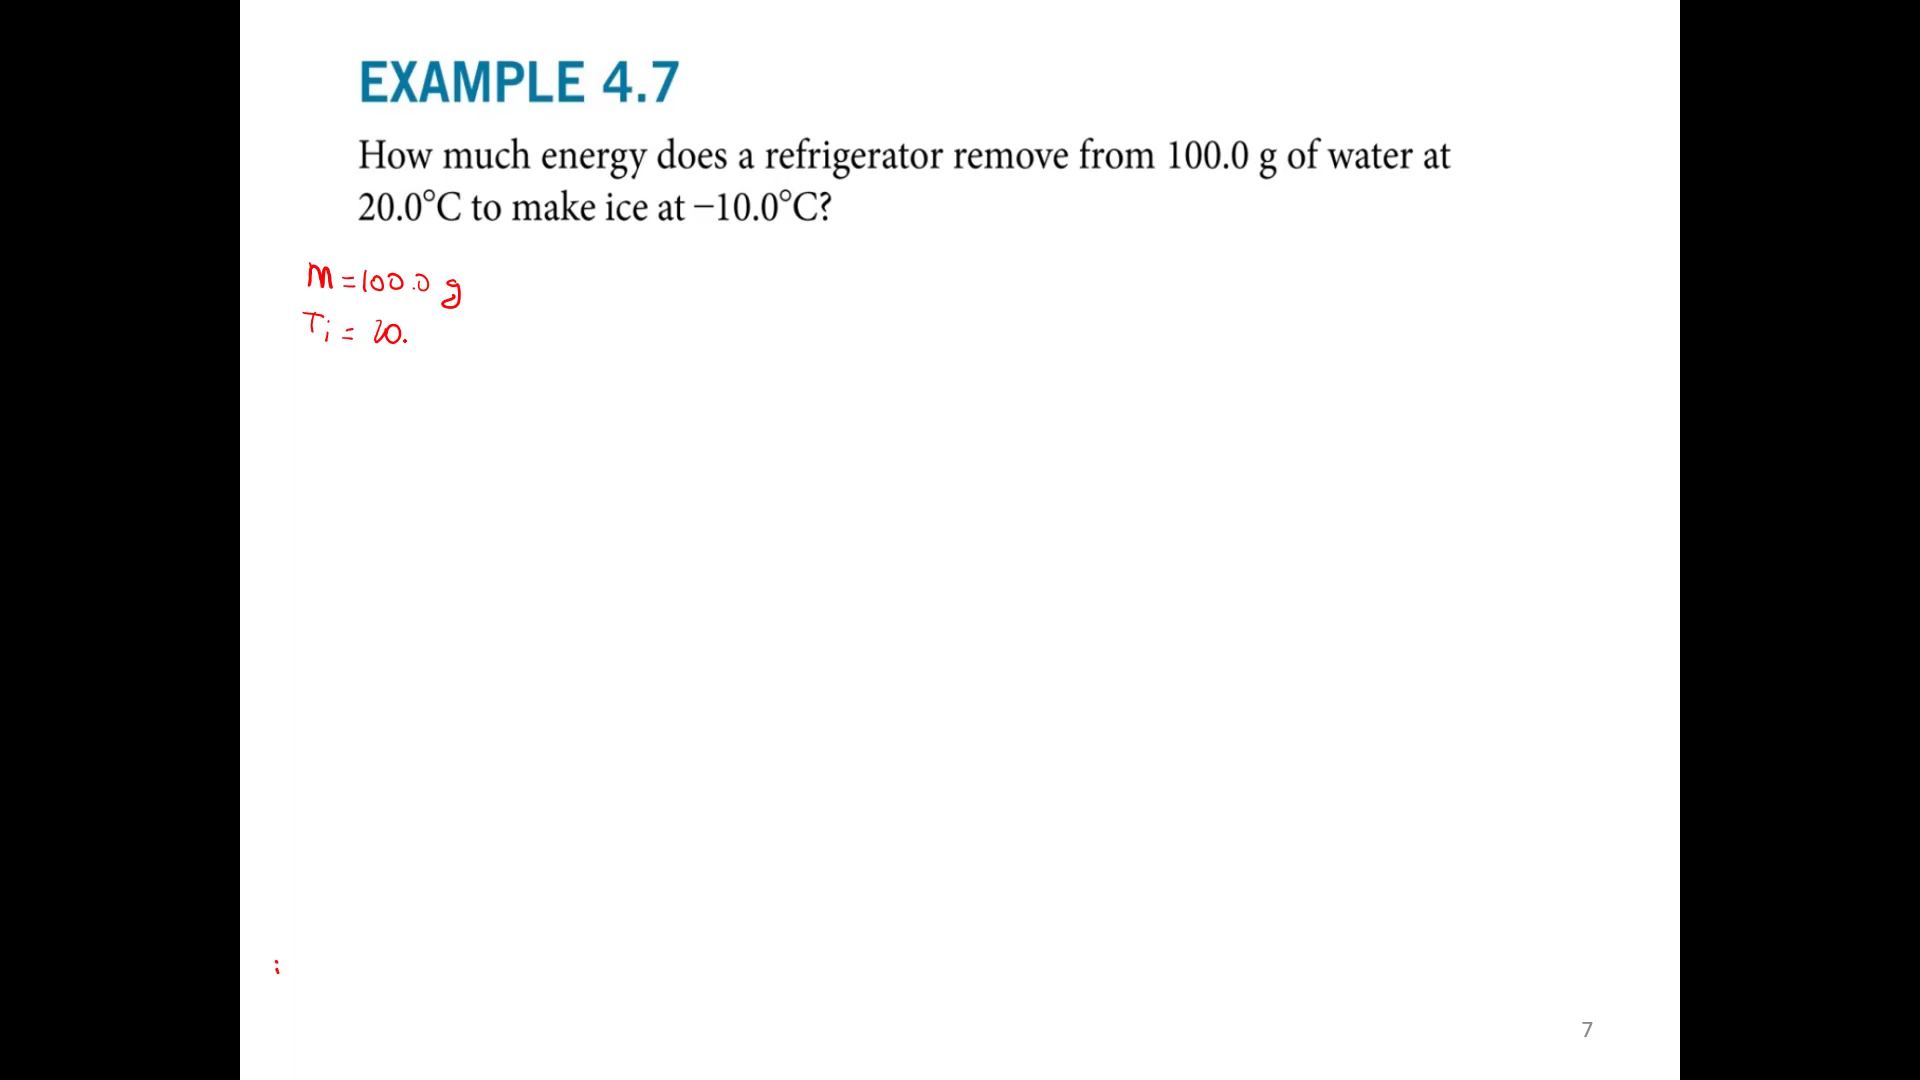 EXAMPLE 4.7
How much energy does a refrigerator remove from 100.0 g of water at
20.0°C to make ice at −10.0°C?
m = 100.0 g
Ti = 20.
7